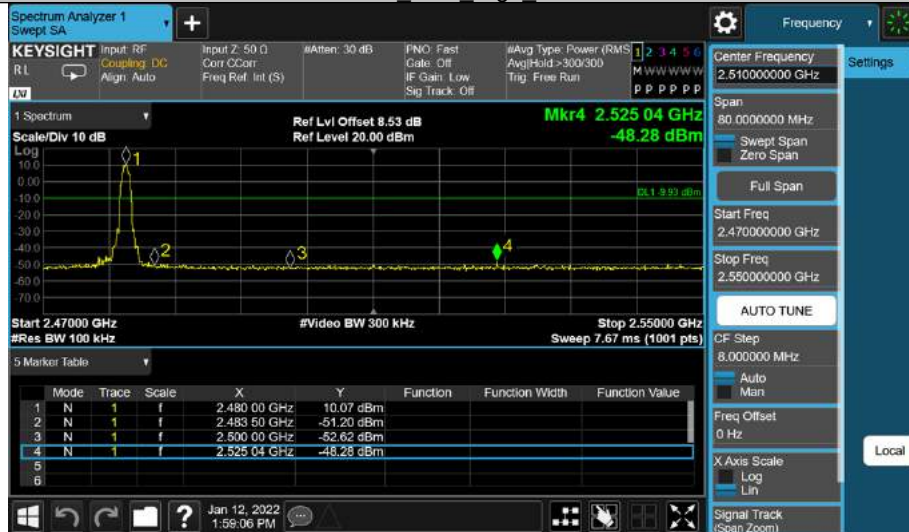 Spectrum Analyzer 1
Swept SA
Frequency
KEYSIGHT
Input: RF
Input Z: 50 Ω
#Atten: 30 dB
PNO: Fast
#Avg Type: Power (RMS
1 2 3 4 5 6
RL
Coupling: DC
Corr CCorr
Gate: Off
Avg|Hold:>300/300
M W W W W W
Align: Auto
Freq Ref: Int (S)
IF Gain: Low
Trig: Free Run
Sig Track: Off
P P P P P P
LXI
Settings
Center Frequency
2.510000000 GHz
Span
80.0000000 MHz
Swept Span
Zero Span
Full Span
Start Freq
2.470000000 GHz
Stop Freq
2.550000000 GHz
AUTO TUNE
CF Step
8.000000 MHz
Auto
Man
Freq Offset
0 Hz
X Axis Scale
Log
Lin
Signal Track
(Span Zoom)
Local
1 Spectrum
Ref Lvl Offset 8.53 dB
Mkr4 2.525 04 GHz
Scale/Div 10 dB
Ref Level 20.00 dBm
-48.28 dBm
Log
10.0
0.00
-10.0
-20.0
-30.0
-40.0
-50.0
-60.0
-70.0
1
2
3
4
DL1 -9.93 dBm
Start 2.47000 GHz
#Video BW 300 kHz
Stop 2.55000 GHz
#Res BW 100 kHz
Sweep 7.67 ms (1001 pts)
5 Marker Table
Mode Trace Scale X Y Function Function Width Function Value
1 N 1 f 2.480 00 GHz 10.07 dBm
2 N 1 f 2.483 50 GHz -51.20 dBm
3 N 1 f 2.500 00 GHz -52.62 dBm
4 N 1 f 2.525 04 GHz -48.28 dBm
5
6
?
Jan 12, 2022
1:59:06 PM